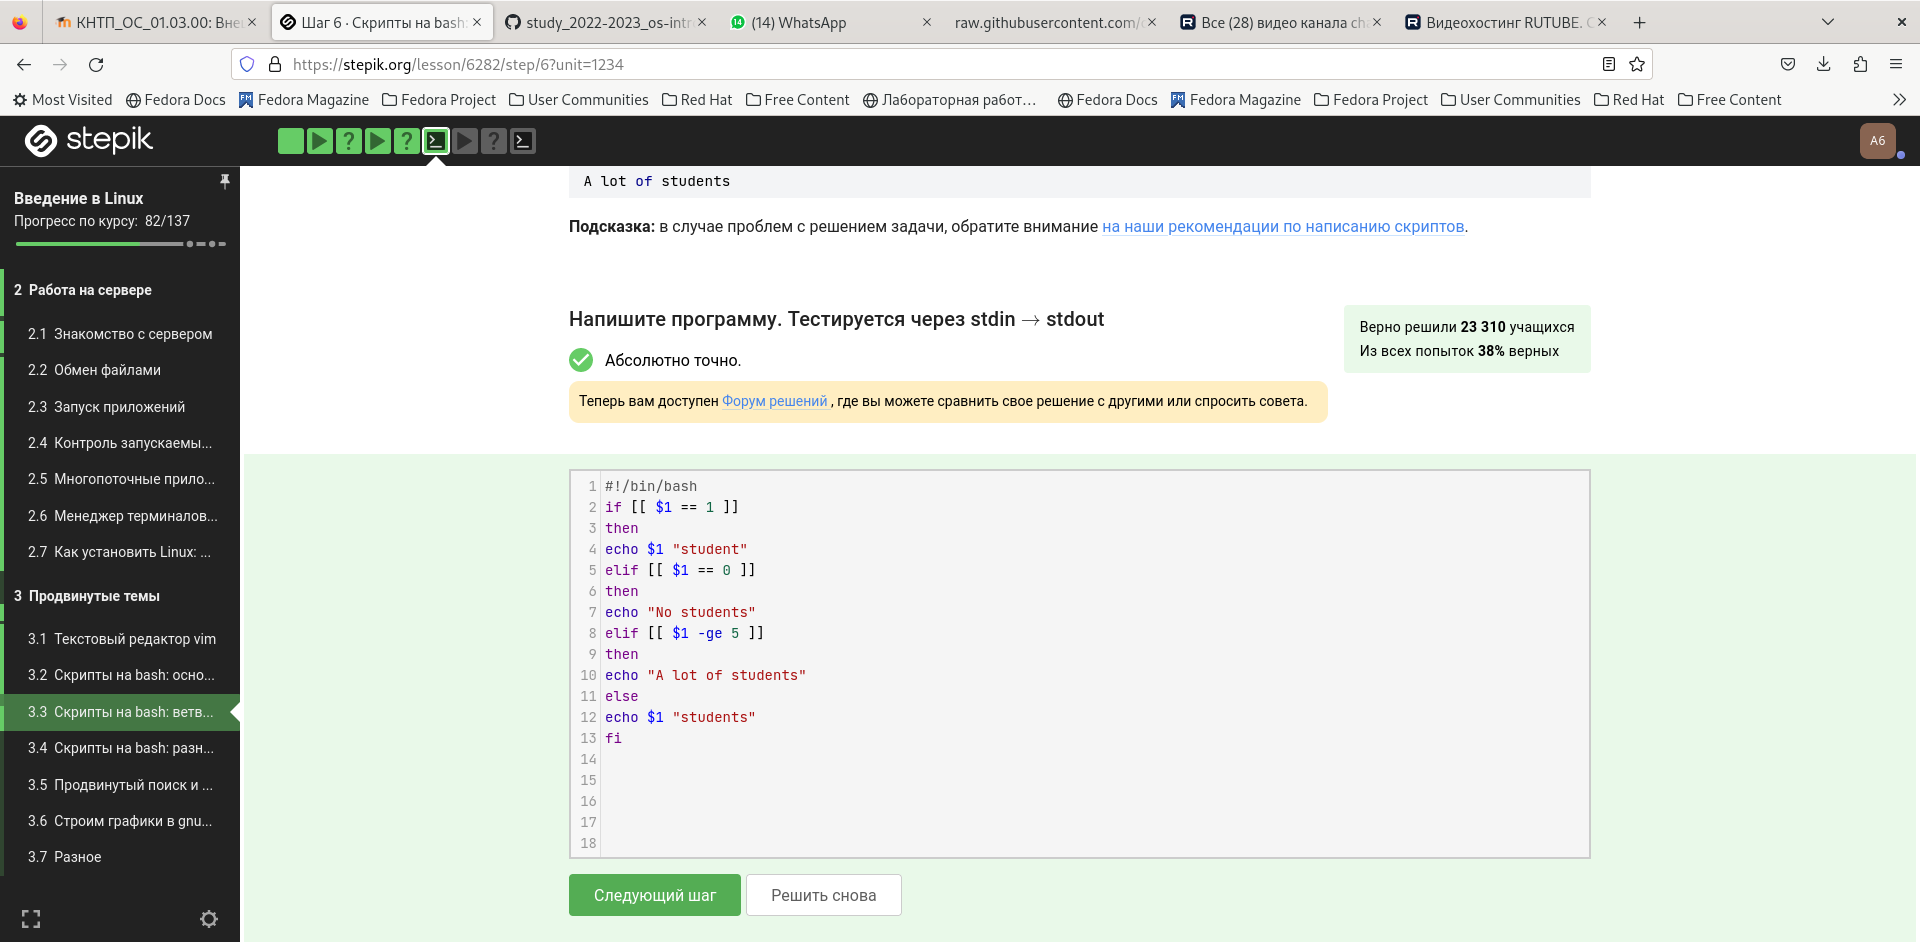 КНТП_ОС_01.03.00: Вне
Шаг 6 · Скрипты на bash:
study_2022-2023_os-intr
14 (14) WhatsApp
raw.githubusercontent.com/
Все (28) видео канала
Видеохостинг RUTUBE.
https://stepik.org/lesson/6282/step/6?unit=1234
Most Visited Fedora Docs Fedora Magazine Fedora Project User Communities Red Hat Free Content Лабораторная работ… Fedora Docs Fedora Magazine Fedora Project User Communities Red Hat Free Content
stepik
A6
Введение в Linux
Прогресс по курсу: 82/137
2 Работа на сервере
2.1 Знакомство с сервером
2.2 Обмен файлами
2.3 Запуск приложений
2.4 Контроль запускаемы...
2.5 Многопоточные прило...
2.6 Менеджер терминалов...
2.7 Как установить Linux: ...
3 Продвинутые темы
3.1 Текстовый редактор vim
3.2 Скрипты на bash: осно...
3.3 Скрипты на bash: ветв...
3.4 Скрипты на bash: разн...
3.5 Продвинутый поиск и ...
3.6 Строим графики в gnu...
3.7 Разное
A lot of students
Подсказка: в случае проблем с решением задачи, обратите внимание на наши рекомендации по написанию скриптов.
Напишите программу. Тестируется через stdin → stdout
Верно решили 23 310 учащихся
Из всех попыток 38% верных
Абсолютно точно.
Теперь вам доступен Форум решений , где вы можете сравнить свое решение с другими или спросить совета.
1 #!/bin/bash
2 if [[ $1 == 1 ]]
3 then
4 echo $1 "student"
5 elif [[ $1 == 0 ]]
6 then
7 echo "No students"
8 elif [[ $1 -ge 5 ]]
9 then
10 echo "A lot of students"
11 else
12 echo $1 "students"
13 fi
14
15
16
17
18
Следующий шаг
Решить снова